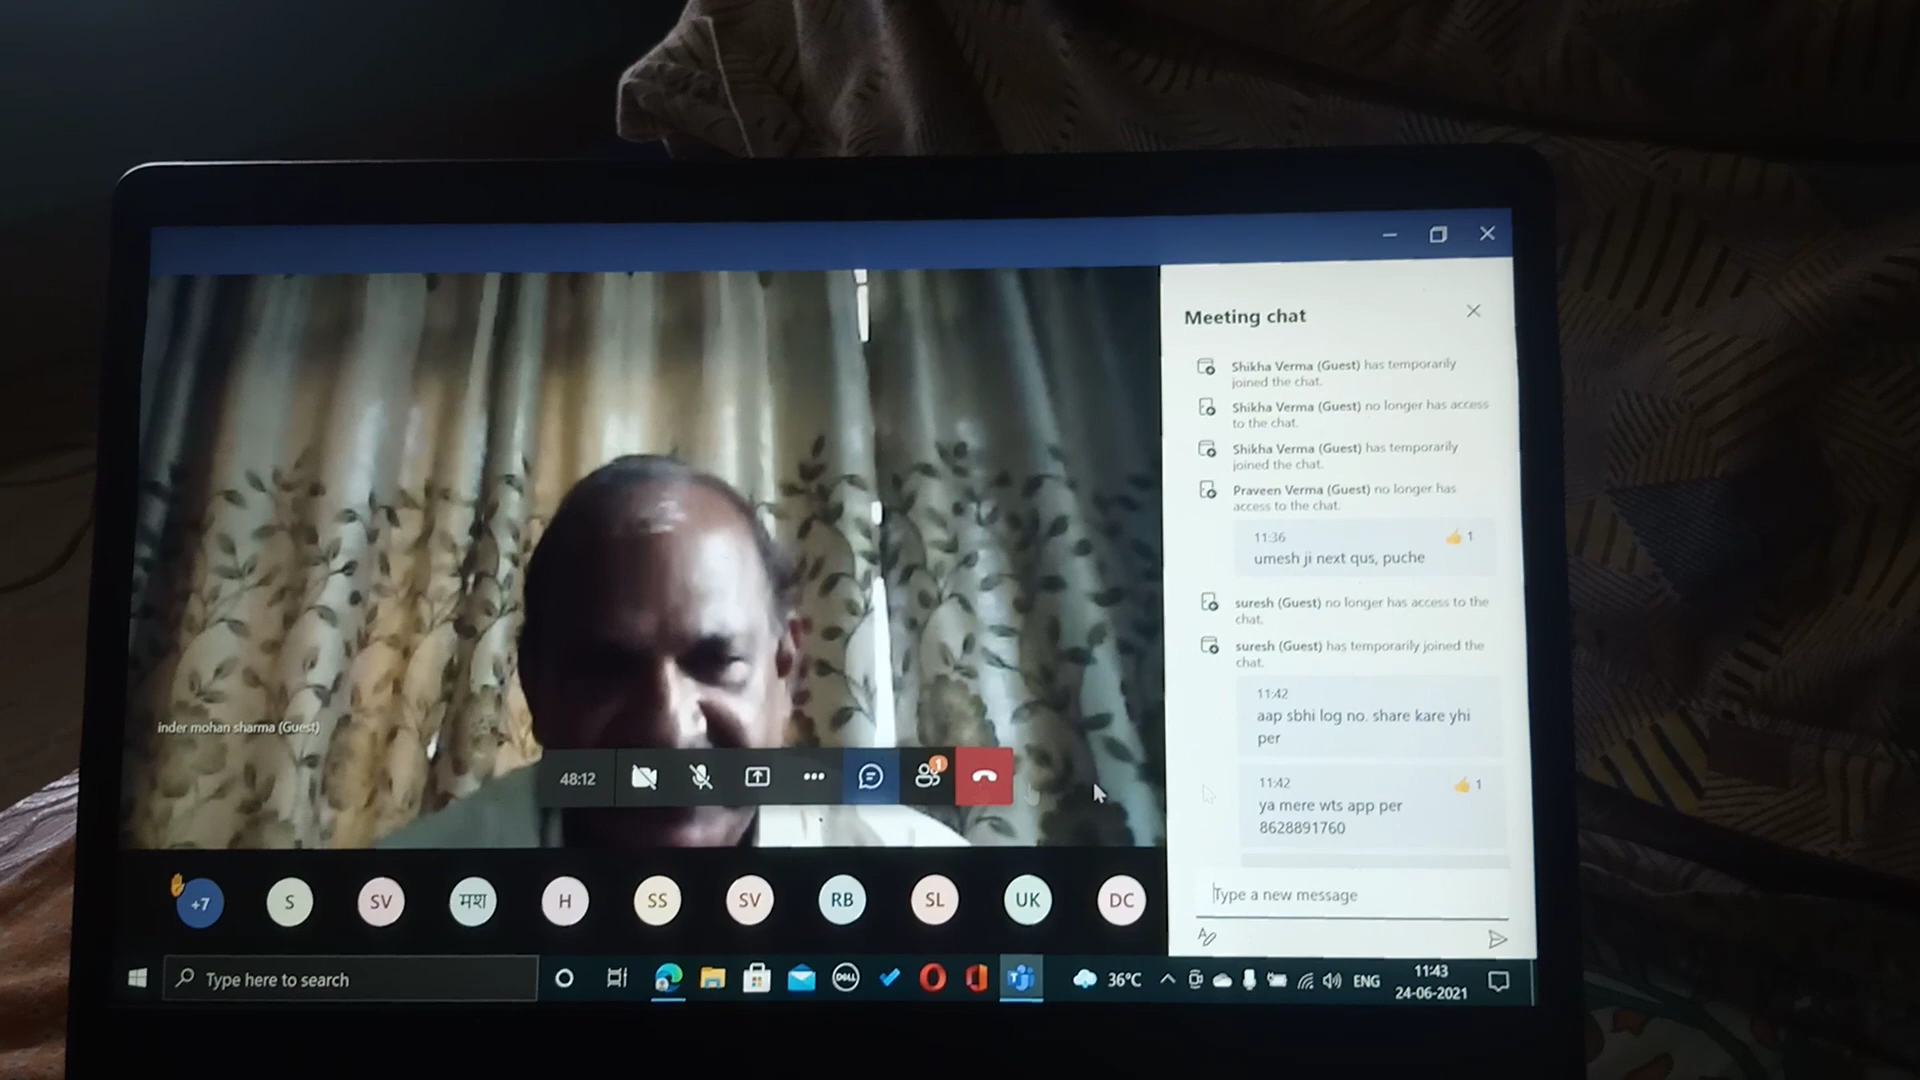 Meeting chat
Shikha Verma (Guest) has temporarily
joined the chat.
Shikha Verma (Guest) no longer has access
to the chat.
Shikha Verma (Guest) has temporarily
joined the chat.
Praveen Verma (Guest) no longer has
access to the chat.
11:36
1
umesh ji next qus, puche
suresh (Guest) no longer has access to the
chat.
suresh (Guest) has temporarily joined the
chat.
11:42
aap sbhi log no. share kare yhi
per
11:42
1
ya mere wts app per
8628891760
Type a new message
inder mohan sharma (Guest)
48:12
1
+7
S
SV
मश
H
SS
SV
RB
SL
UK
DC
Type here to search
DELL
36°C
ENG
11:43
24-06-2021